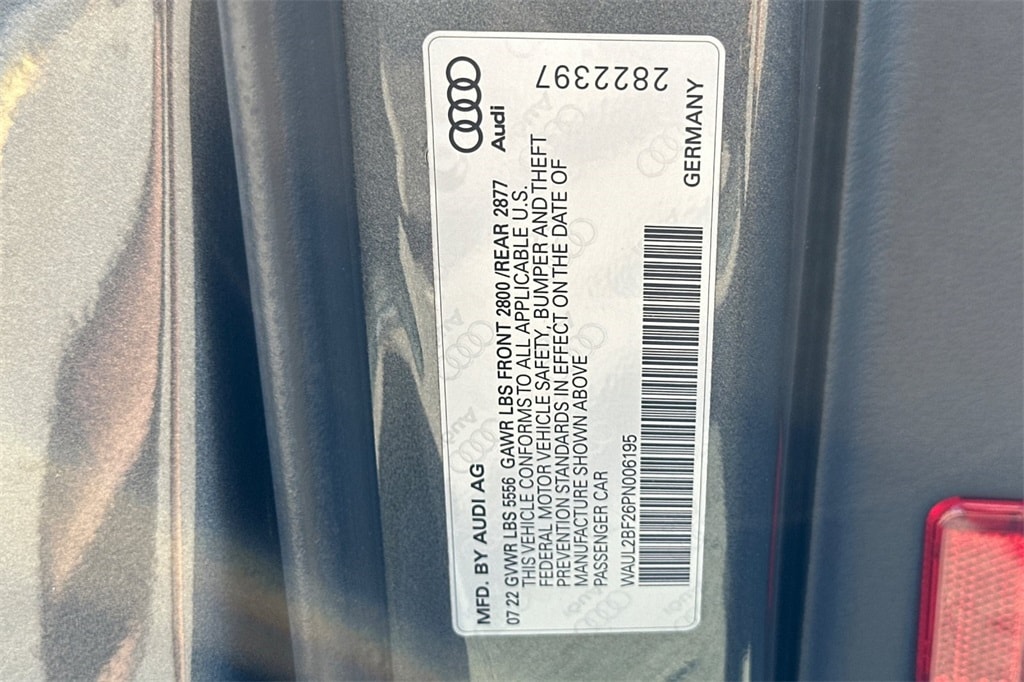 MFD. BY AUDI AG
Audi
07 22 GVWR LBS 5556 GAWR LBS FRONT 2800 /REAR 2877
THIS VEHICLE CONFORMS TO ALL APPLICABLE U.S.
FEDERAL MOTOR VEHICLE SAFETY, BUMPER AND THEFT
PREVENTION STANDARDS IN EFFECT ON THE DATE OF
MANUFACTURE SHOWN ABOVE
PASSENGER CAR
WAUL2BF26PN006195
GERMANY
2822397